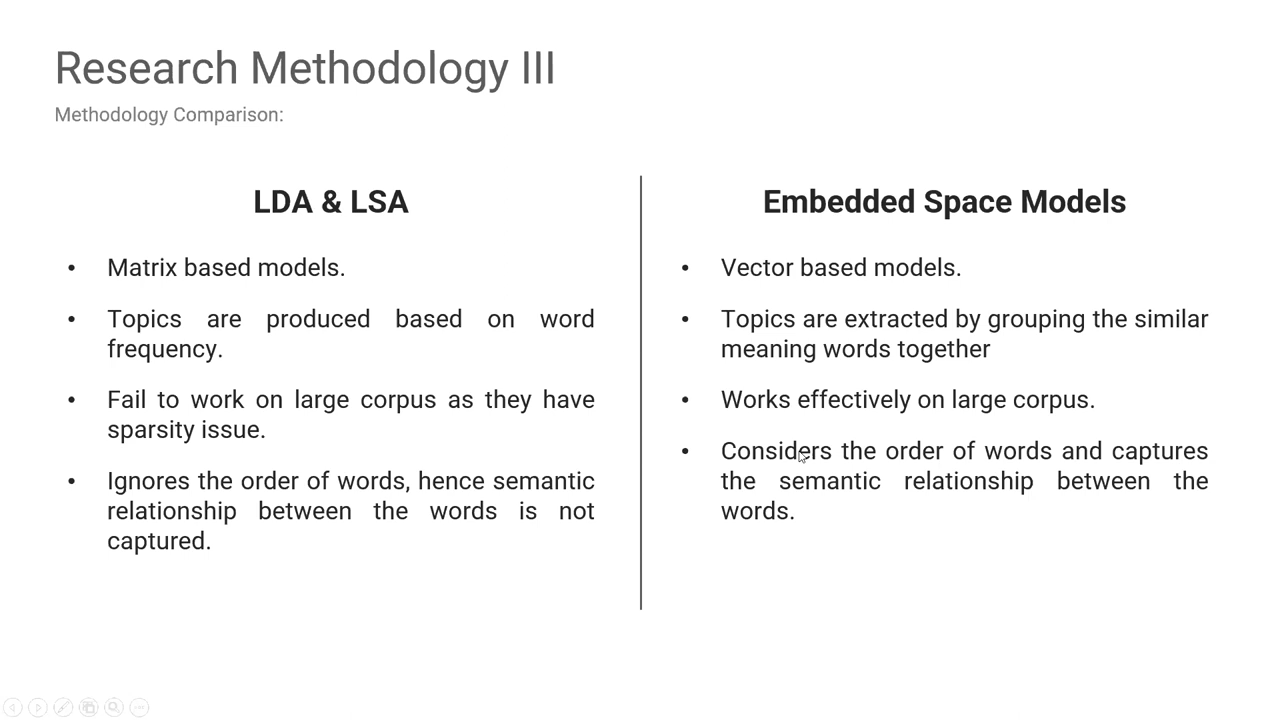 Research Methodology III
Methodology Comparison:
LDA & LSA
• Matrix based models.
• Topics are produced based on word
frequency.
• Fail to work on large corpus as they have
sparsity issue.
• Ignores the order of words, hence semantic
relationship between the words is not
captured.
Embedded Space Models
• Vector based models.
• Topics are extracted by grouping the similar
meaning words together
• Works effectively on large corpus.
• Considers the order of words and captures
the semantic relationship between the
words.